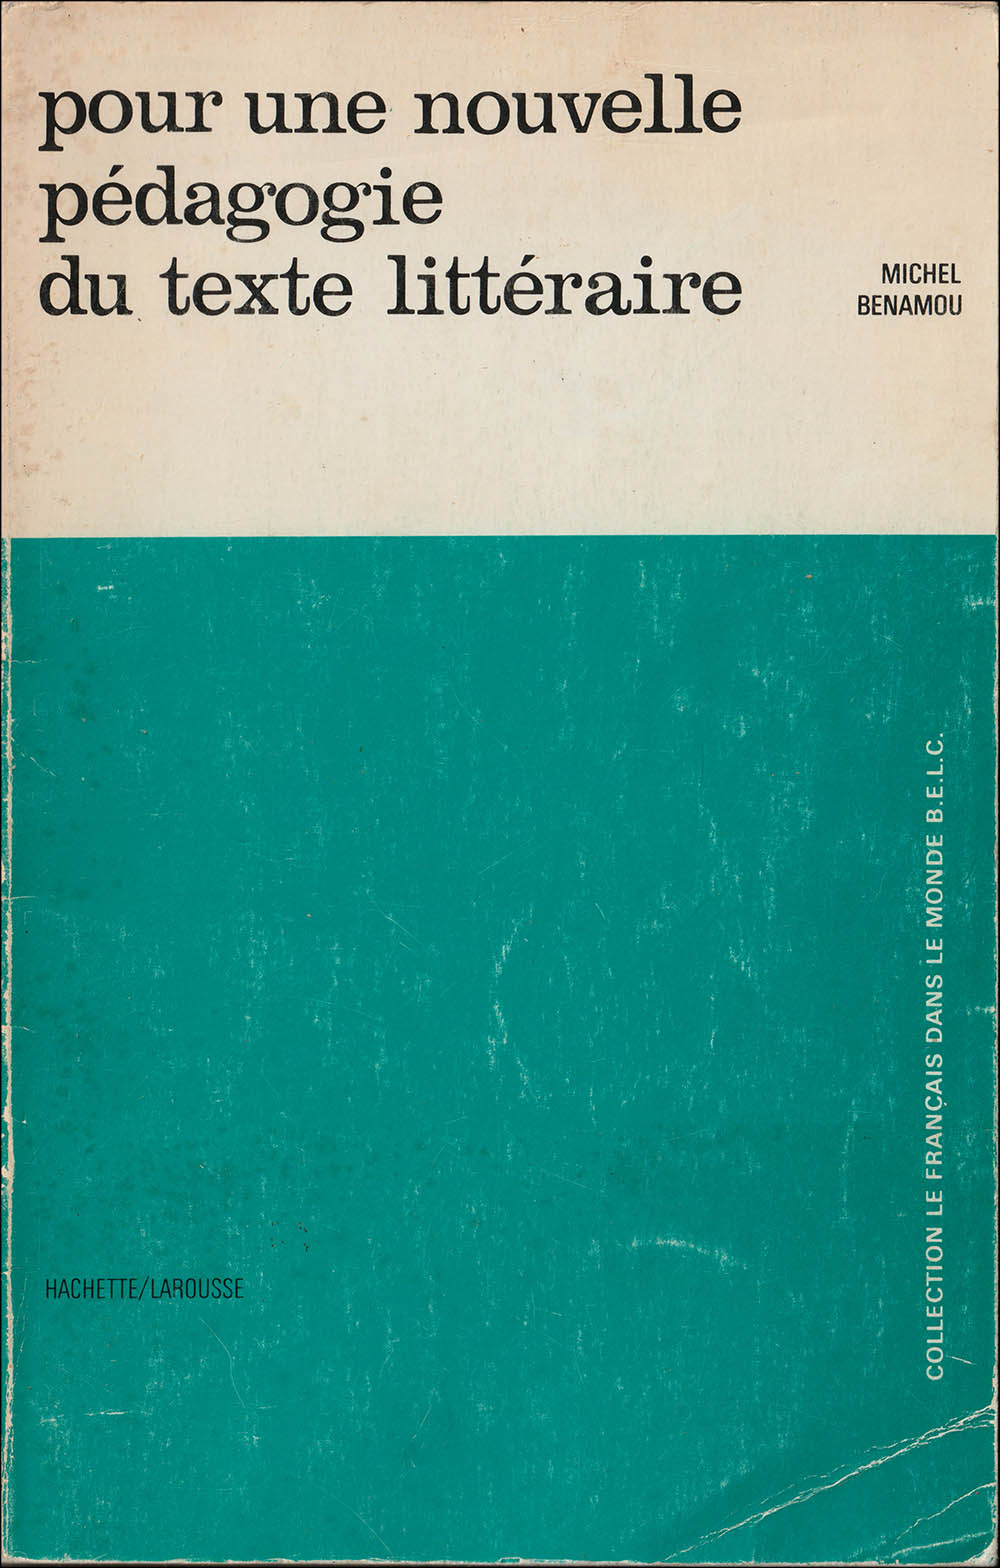 pour une nouvelle
pédagogie
du texte littéraire
MICHEL
BENAMOU
COLLECTION LE FRANÇAIS DANS LE MONDE B.E.L.C.
HACHETTE/LAROUSSE